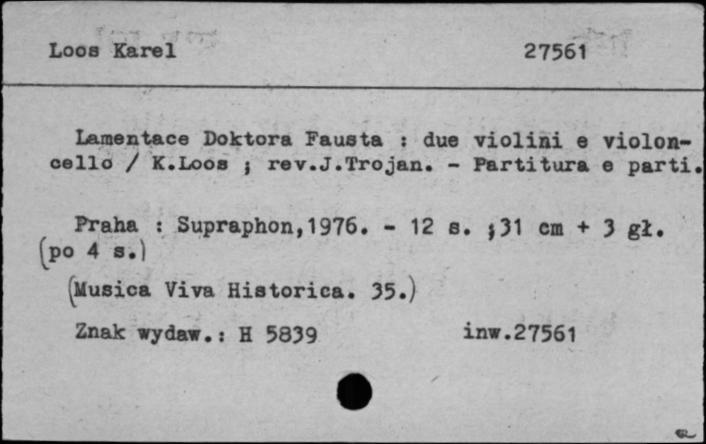 Loos Karel 27561
Lamentace Doktora Fausta : due violini e violon-
cello / K.Loos ; rev.J.Trojan. - Partitura e parti.
Praha : Supraphon,1976. - 12 s. ;31 cm + 3 gł.
(po 4 s.)
(Musica Viva Historica. 35.)
Znak wydaw.: H 5839 inw.27561